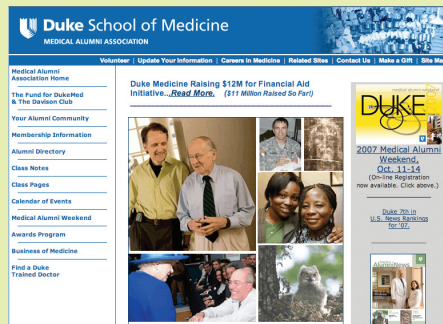 Duke School of Medicine
MEDICAL ALUMNI ASSOCIATION
Volunteer | Update Your Information | Careers in Medicine | Related Sites | Contact Us | Make a Gift | Site Ma
Medical Alumni
Association Home
The Fund for DukeMed
& The Davison Club
Your Alumni Community
Membership Information
Alumni Directory
Class Notes
Class Pages
Calendar of Events
Medical Alumni Weekend
Awards Program
Business of Medicine
Find a Duke
Trained Doctor
Duke Medicine Raising $12M for Financial Aid
Initiative...Read More. ($11 Million Raised So Far!)
DUKE
2007 Medical Alumni
Weekend,
Oct. 11-14
(On-line Registration
now available. Click above.)
Duke 7th in
U.S. News Rankings
for '07.
AlumniNews